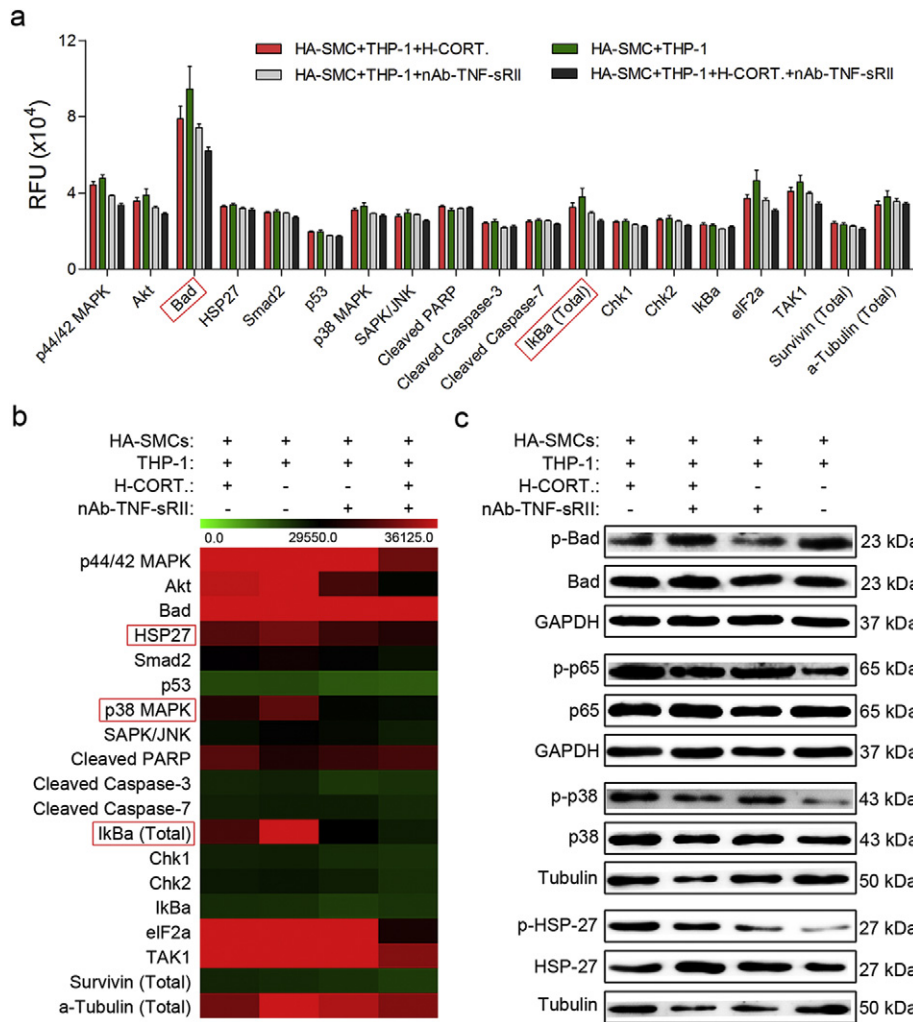 a
12
8
4
0
RFU (x10⁴)
HA-SMC+THP-1+H-CORT.
HA-SMC+THP-1
HA-SMC+THP-1+nAb-TNF-sRII
HA-SMC+THP-1+H-CORT.+nAb-TNF-sRII
p44/42 MAPK
Akt
Bad
HSP27
Smad2
p53
p38 MAPK
SAPK/JNK
Cleaved PARP
Cleaved Caspase-3
Cleaved Caspase-7
IkBa (Total)
Chk1
Chk2
IkBa
eIF2a
TAK1
Survivin (Total)
a-Tubulin (Total)
b
HA-SMCs: + + + +
THP-1: + + + +
H-CORT.: + - - +
nAb-TNF-sRII: - - + +
0.0 29550.0 36125.0
p44/42 MAPK
Akt
Bad
HSP27
Smad2
p53
p38 MAPK
SAPK/JNK
Cleaved PARP
Cleaved Caspase-3
Cleaved Caspase-7
IkBa (Total)
Chk1
Chk2
IkBa
eIF2a
TAK1
Survivin (Total)
a-Tubulin (Total)
c
HA-SMCs: + + + +
THP-1: + + + +
H-CORT.: + + - -
nAb-TNF-sRII: - + + -
p-Bad 23 kDa
Bad 23 kDa
GAPDH 37 kDa
p-p65 65 kDa
p65 65 kDa
GAPDH 37 kDa
p-p38 43 kDa
p38 43 kDa
Tubulin 50 kDa
p-HSP-27 27 kDa
HSP-27 27 kDa
Tubulin 50 kDa